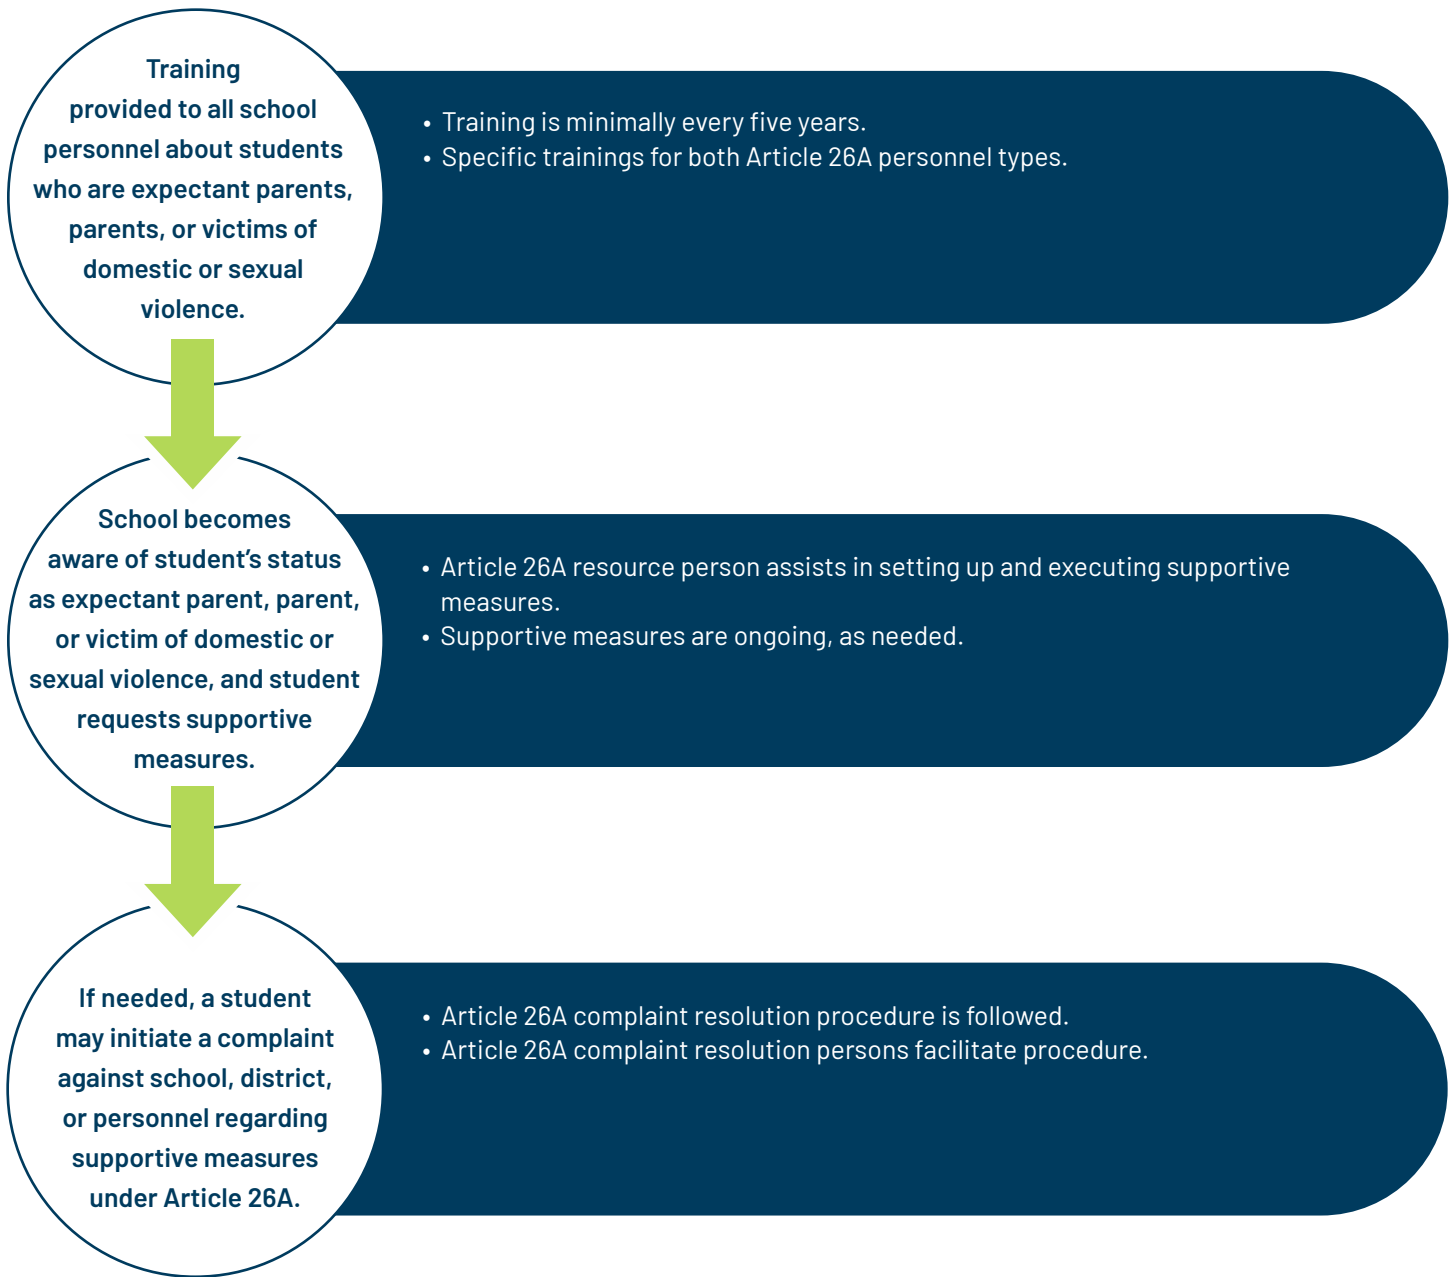 Training
provided to all school
personnel about students
who are expectant parents,
parents, or victims of
domestic or sexual
violence.
• Training is minimally every five years.
• Specific trainings for both Article 26A personnel types.
School becomes
aware of student’s status
as expectant parent, parent,
or victim of domestic or
sexual violence, and student
requests supportive
measures.
• Article 26A resource person assists in setting up and executing supportive
measures.
• Supportive measures are ongoing, as needed.
If needed, a student
may initiate a complaint
against school, district,
or personnel regarding
supportive measures
under Article 26A.
• Article 26A complaint resolution procedure is followed.
• Article 26A complaint resolution persons facilitate procedure.